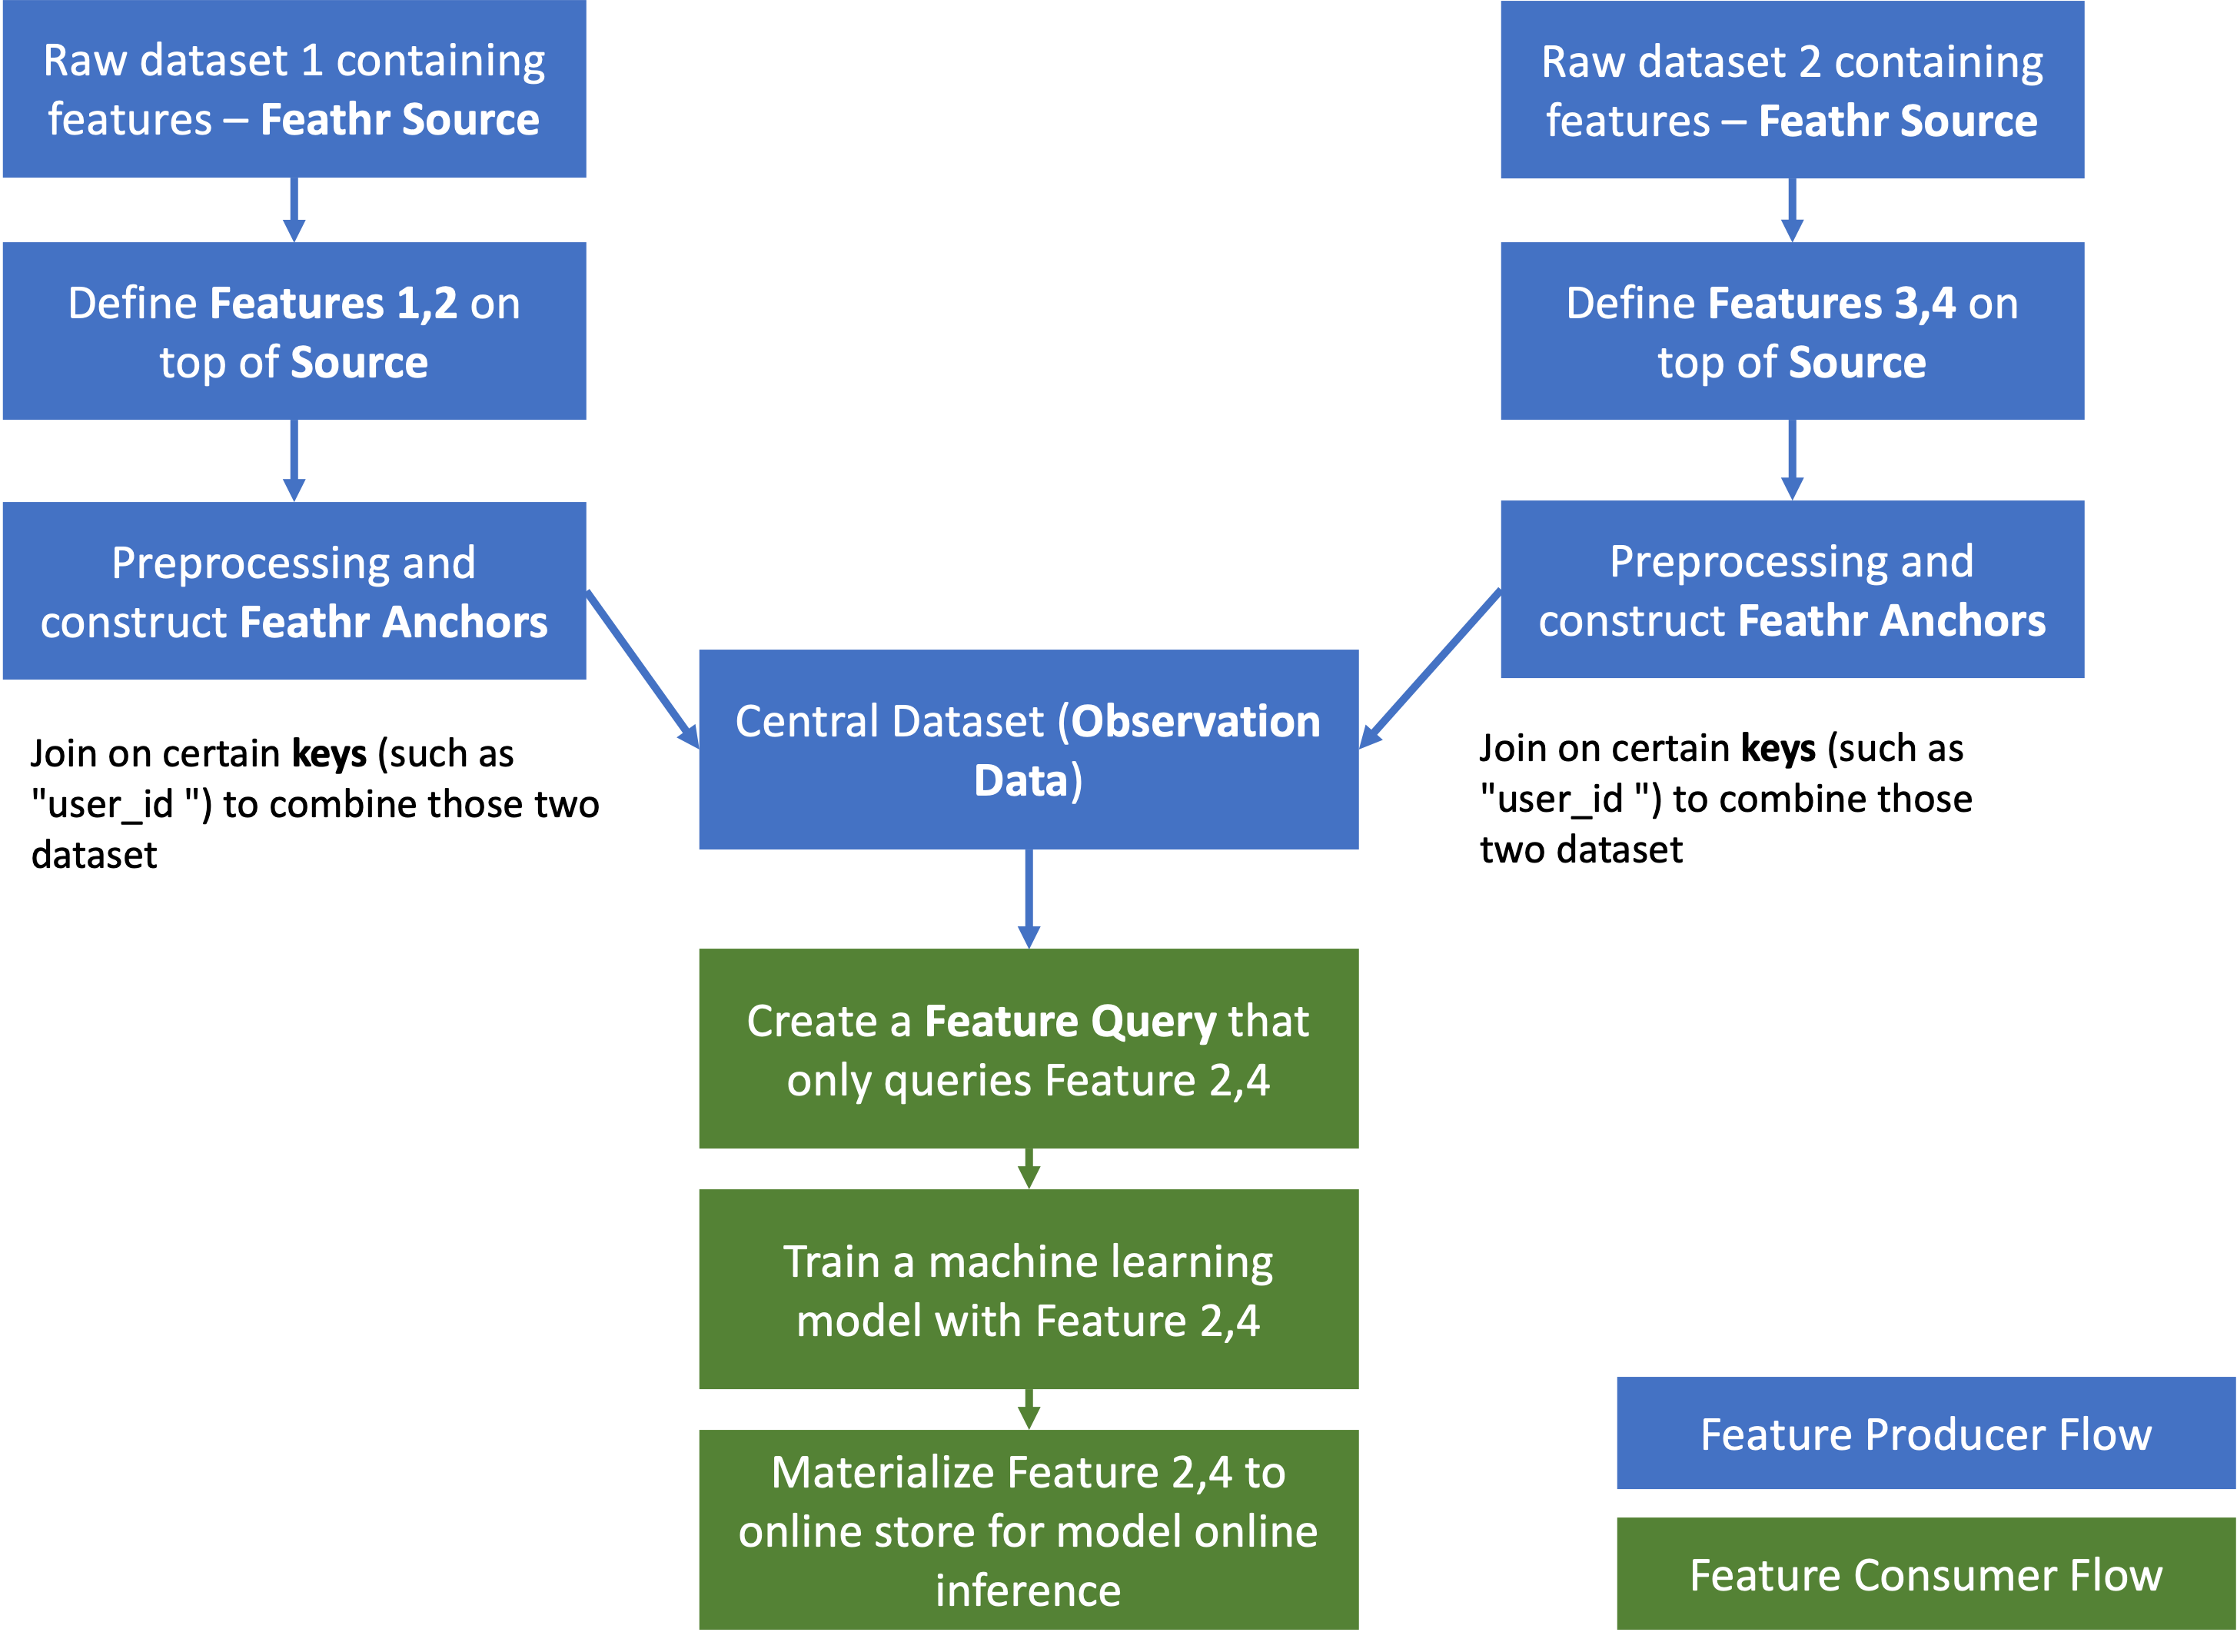 Raw dataset 1 containing
features – Feathr Source
Define Features 1,2 on
top of Source
Preprocessing and
construct Feathr Anchors
Join on certain keys (such as
"user_id ") to combine those two
dataset
Raw dataset 2 containing
features – Feathr Source
Define Features 3,4 on
top of Source
Preprocessing and
construct Feathr Anchors
Join on certain keys (such as
"user_id ") to combine those
two dataset
Central Dataset (Observation
Data)
Create a Feature Query that
only queries Feature 2,4
Train a machine learning
model with Feature 2,4
Materialize Feature 2,4 to
online store for model online
inference
Feature Producer Flow
Feature Consumer Flow